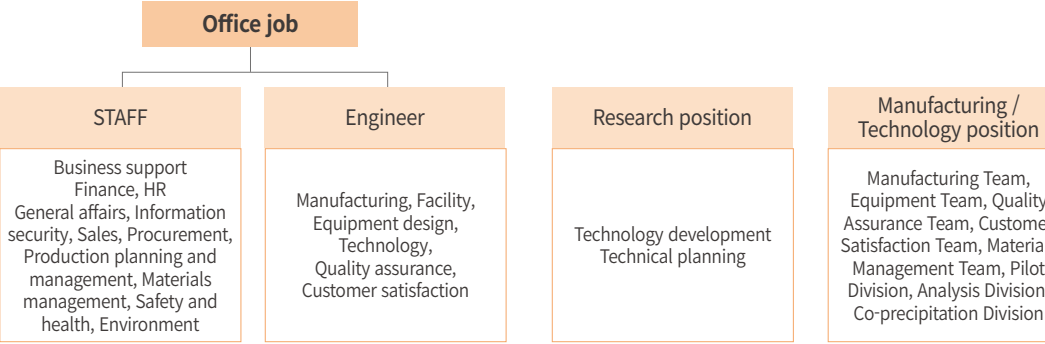 Office job
STAFF
Business support
Finance, HR
General affairs, Information
security, Sales, Procurement,
Production planning and
management, Materials
management, Safety and
health, Environment
Engineer
Manufacturing, Facility,
Equipment design,
Technology,
Quality assurance,
Customer satisfaction
Research position
Technology development
Technical planning
Manufacturing /
Technology position
Manufacturing Team,
Equipment Team, Quality
Assurance Team,
Satisfaction Team,
Management Team, Pilot
Division, Analysis Division
Co-precipitation Division